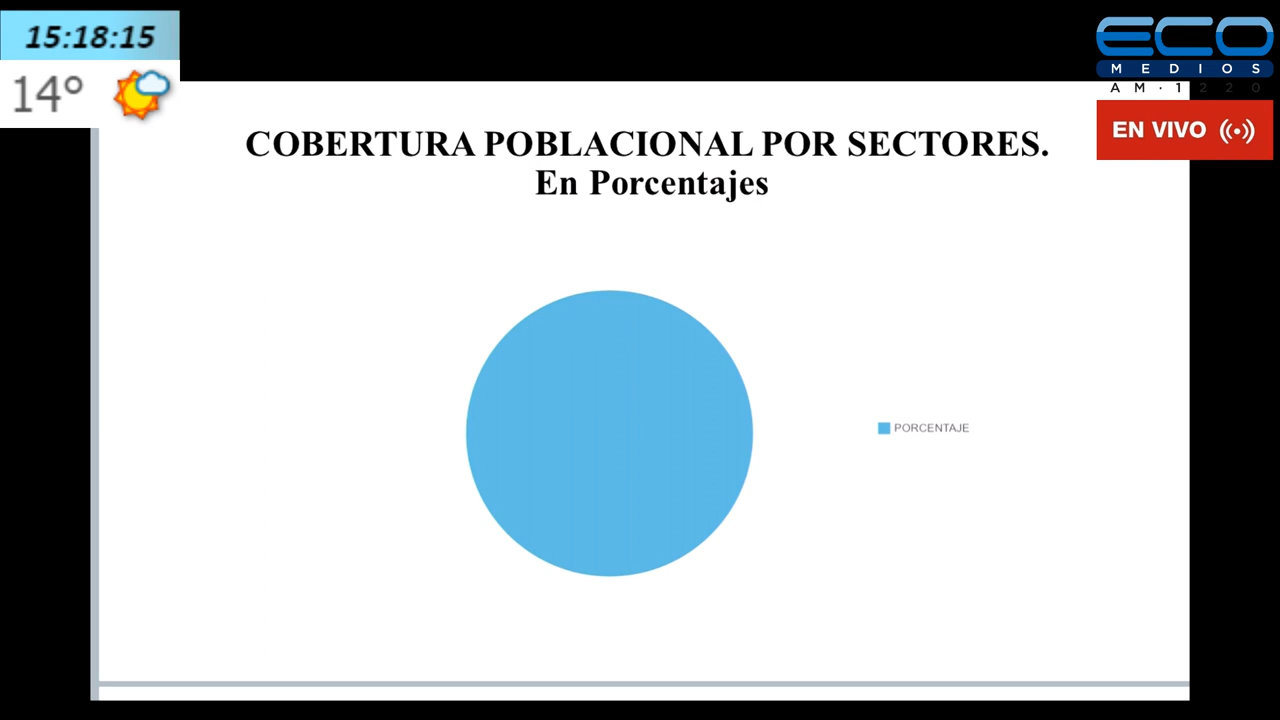 15:18:15
14°
ECO
MEDIOS
AM · 1220
EN VIVO
COBERTURA POBLACIONAL POR SECTORES.
En Porcentajes
PORCENTAJE